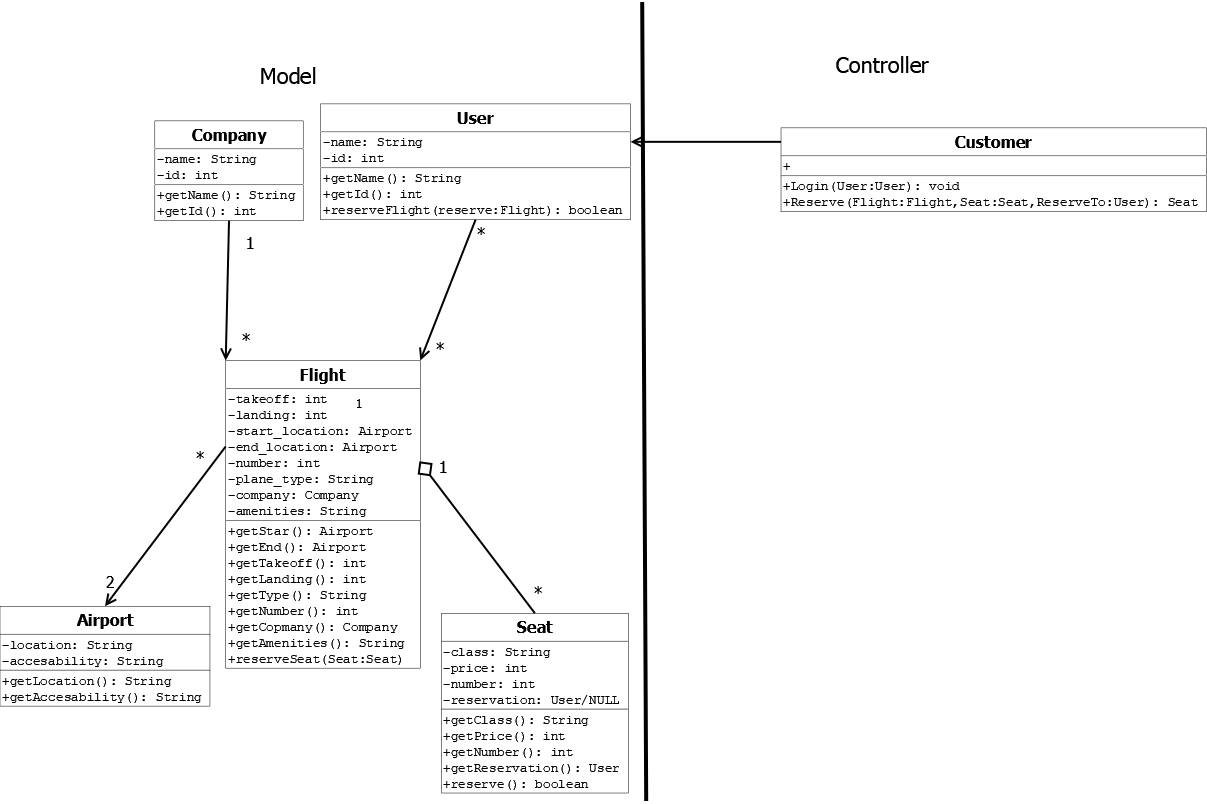 Model
Controller
Company
-name: String
-id: int
+getName(): String
+getId(): int
User
-name: String
-id: int
+getName(): String
+getId(): int
+reserveFlight(reserve:Flight): boolean
Customer
+
+Login(User:User): void
+Reserve(Flight:Flight,Seat:Seat,ReserveTo:User): Seat
1
*
*
*
Flight
-takeoff: int
1
-landing: int
-start_location: Airport
-end_location: Airport
-number: int
-plane_type: String
-company: Company
-amenities: String
+getStar(): Airport
+getEnd(): Airport
+getTakeoff(): int
+getLanding(): int
+getType(): String
+getNumber(): int
+getCopmany(): Company
+getAmenities(): String
+reserveSeat(Seat:Seat)
*
1
2
*
Airport
-location: String
-accesability: String
+getLocation(): String
+getAccesability(): String
Seat
-class: String
-price: int
-number: int
-reservation: User/NULL
+getClass(): String
+getPrice(): int
+getNumber(): int
+getReservation(): User
+reserve(): boolean